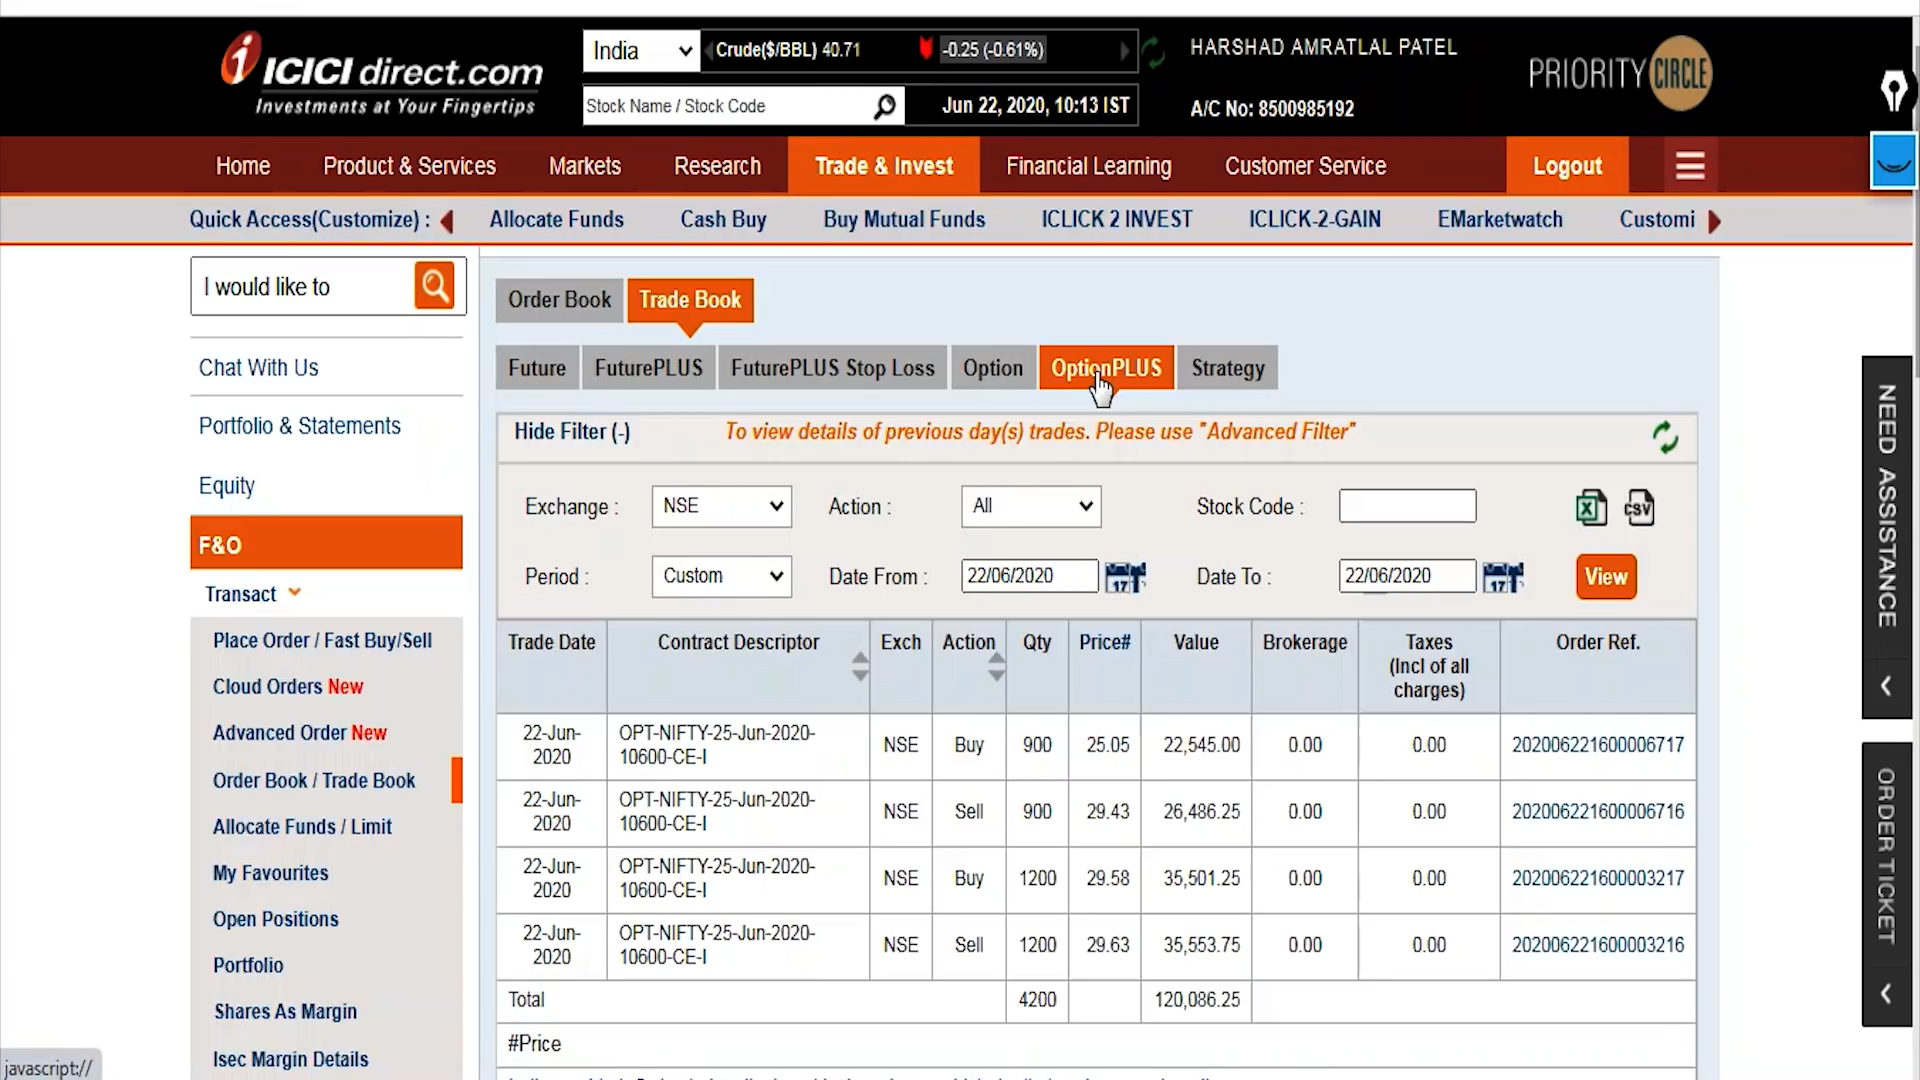 ICICI direct.com
Investments at Your Fingertips
India
Crude($/BBL) 40.71
-0.25 (-0.61%)
Stock Name / Stock Code
Jun 22, 2020, 10:13 IST
HARSHAD AMRATLAL PATEL
A/C No: 8500985192
PRIORITY CIRCLE
Home Product & Services Markets Research Trade & Invest Financial Learning Customer Service Logout
Quick Access(Customize) : Allocate Funds Cash Buy Buy Mutual Funds ICLICK 2 INVEST ICLICK-2-GAIN EMarketwatch Customi
I would like to
Chat With Us
Portfolio & Statements
Equity
F&O
Transact
Place Order / Fast Buy/Sell
Cloud Orders New
Advanced Order New
Order Book / Trade Book
Allocate Funds / Limit
My Favourites
Open Positions
Portfolio
Shares As Margin
Isec Margin Details
javascript://
Order Book Trade Book
Future FuturePLUS FuturePLUS Stop Loss Option OptionPLUS Strategy
Hide Filter (-) To view details of previous day(s) trades. Please use "Advanced Filter"
Exchange : NSE Action : All Stock Code : CSV
Period : Custom Date From : 22/06/2020 17 Date To : 22/06/2020 17 View
Trade Date Contract Descriptor Exch Action Qty Price# Value Brokerage Taxes Order Ref.
(Incl of all
charges)
22-Jun- OPT-NIFTY-25-Jun-2020-
2020 10600-CE-I NSE Buy 900 25.05 22,545.00 0.00 0.00 202006221600006717
22-Jun- OPT-NIFTY-25-Jun-2020-
2020 10600-CE-I NSE Sell 900 29.43 26,486.25 0.00 0.00 202006221600006716
22-Jun- OPT-NIFTY-25-Jun-2020-
2020 10600-CE-I NSE Buy 1200 29.58 35,501.25 0.00 0.00 202006221600003217
22-Jun- OPT-NIFTY-25-Jun-2020-
2020 10600-CE-I NSE Sell 1200 29.63 35,553.75 0.00 0.00 202006221600003216
Total 4200 120,086.25
#Price
NEED ASSISTANCE
ORDER TICKET